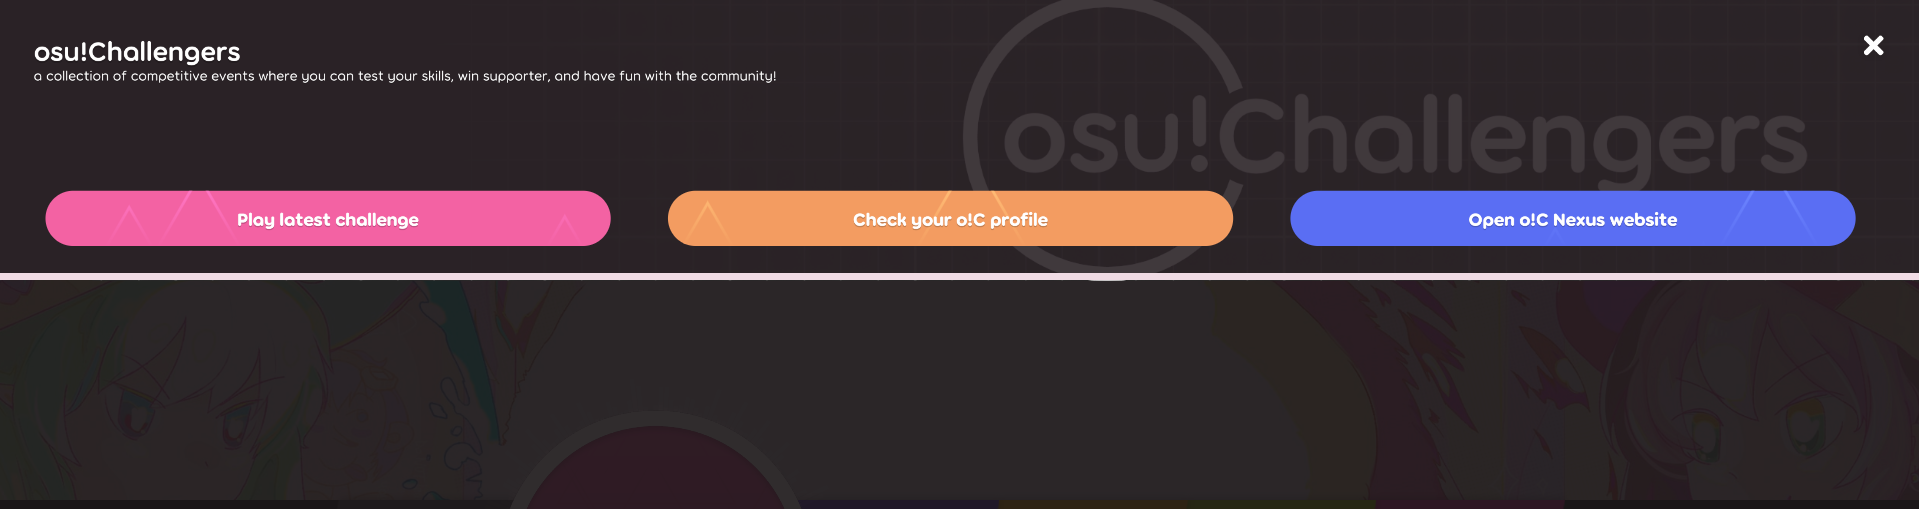 osu!Challengers
a collection of competitive events where you can test your skills, win supporter, and have fun with the community!
osu!Challengers
Play latest challenge
Check your o!C profile
Open o!C Nexus website